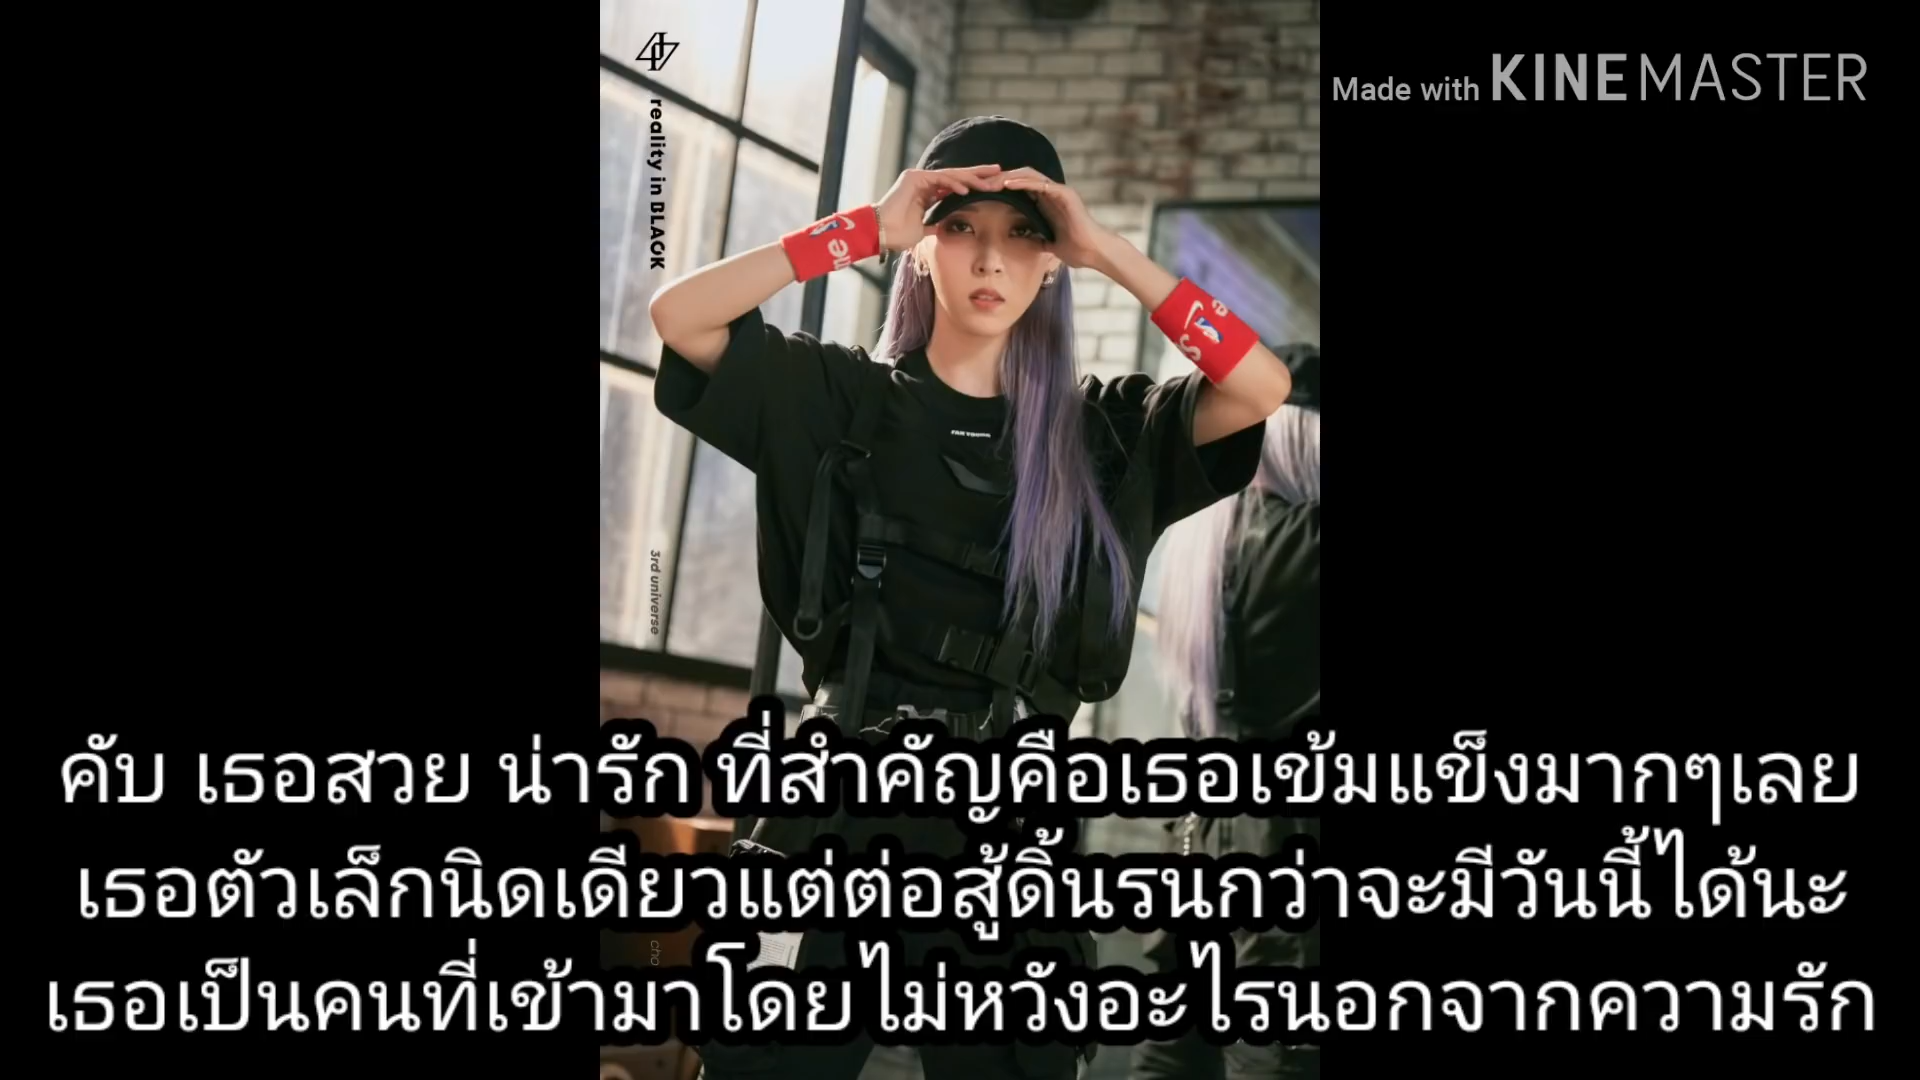 Made with KINEMASTER
reality in BLACK
3rd universe
คับ เธอสวย น่ารัก ที่สำคัญคือเธอเข้มแข็งมากๆเลย
เธอตัวเล็กนิดเดียวแต่ต่อสู้ดิ้นรนกว่าจะมีวันนี้ได้นะ
เธอเป็นคนที่เข้ามาโดยไม่หวังอะไรนอกจากความรัก